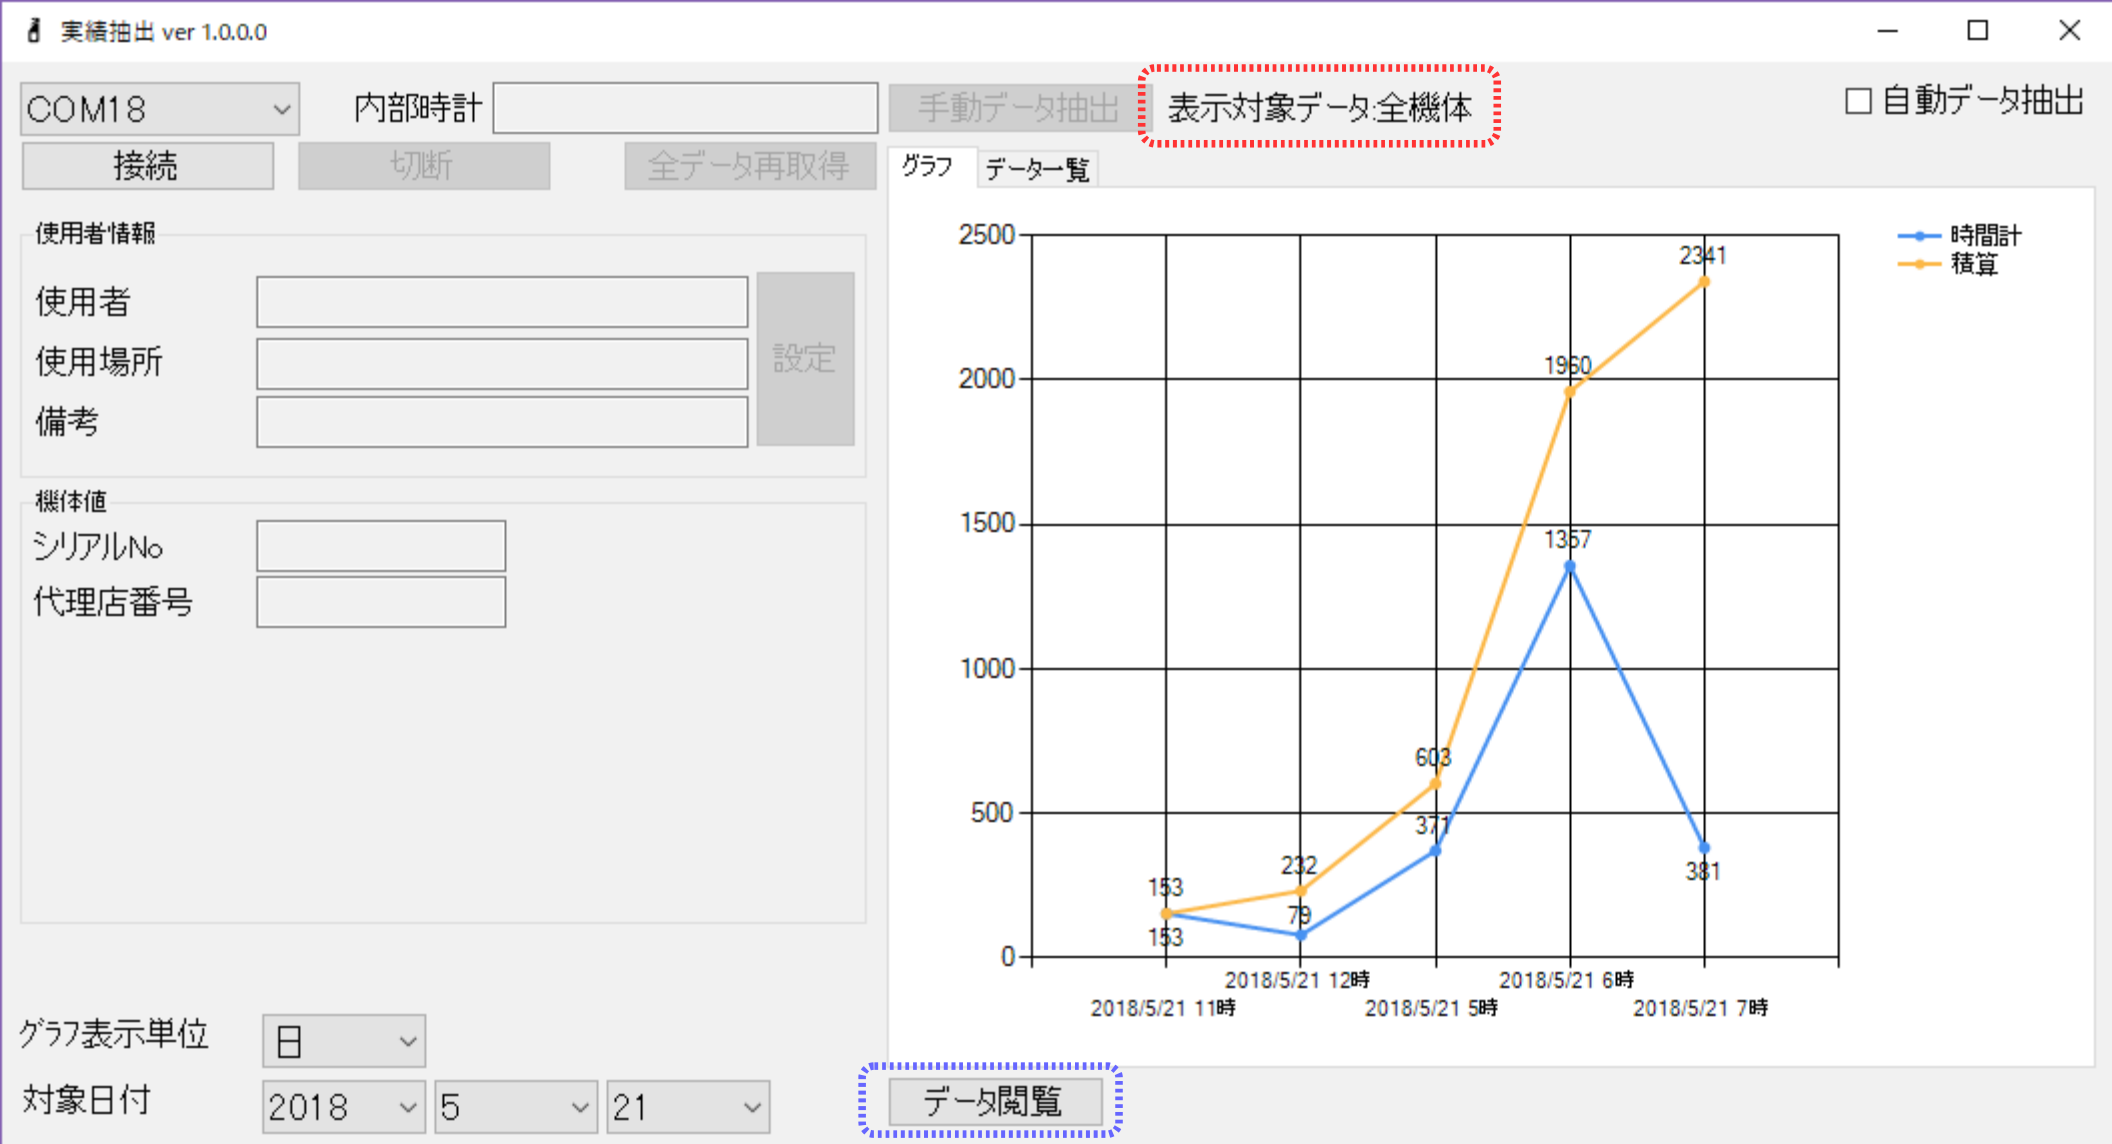 実績抽出 ver 1.0.0.0
COM18 内部時計 手動データ抽出 表示対象データ:全機体 自動データ抽出
接続 切断 全データ再取得
グラフ データ一覧
使用者情報
使用者
使用場所
備考
設定
機体値
シリアルNo
代理店番号
グラフ表示単位 日
対象日付 2018 5 21
2500
2000
1500
1000
500
0
時間計
積算
2341
1960
1357
603
371
381
232
79
153
153
2018/5/21 12時 2018/5/21 6時
2018/5/21 11時 2018/5/21 5時 2018/5/21 7時
データ閲覧